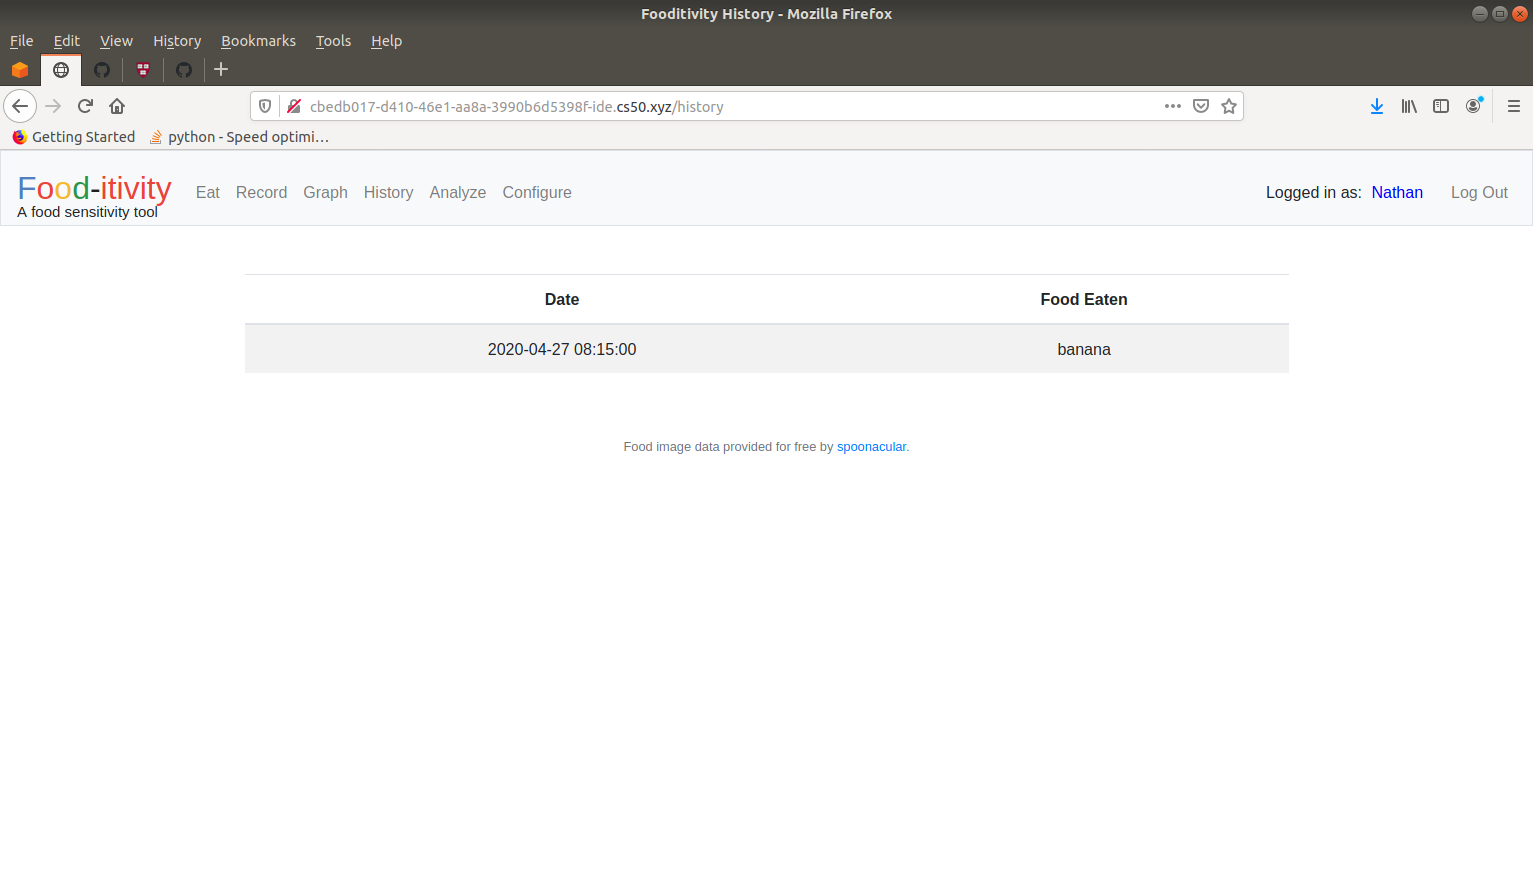 Fooditivity History - Mozilla Firefox
File Edit View History Bookmarks Tools Help
cbedb017-d410-46e1-aa8a-3990b6d5398f-ide.cs50.xyz/history
Getting Started python - Speed optimi…
Food-itivity Eat Record Graph History Analyze Configure Logged in as: Nathan Log Out
A food sensitivity tool
Date Food Eaten
2020-04-27 08:15:00 banana
Food image data provided for free by spoonacular.